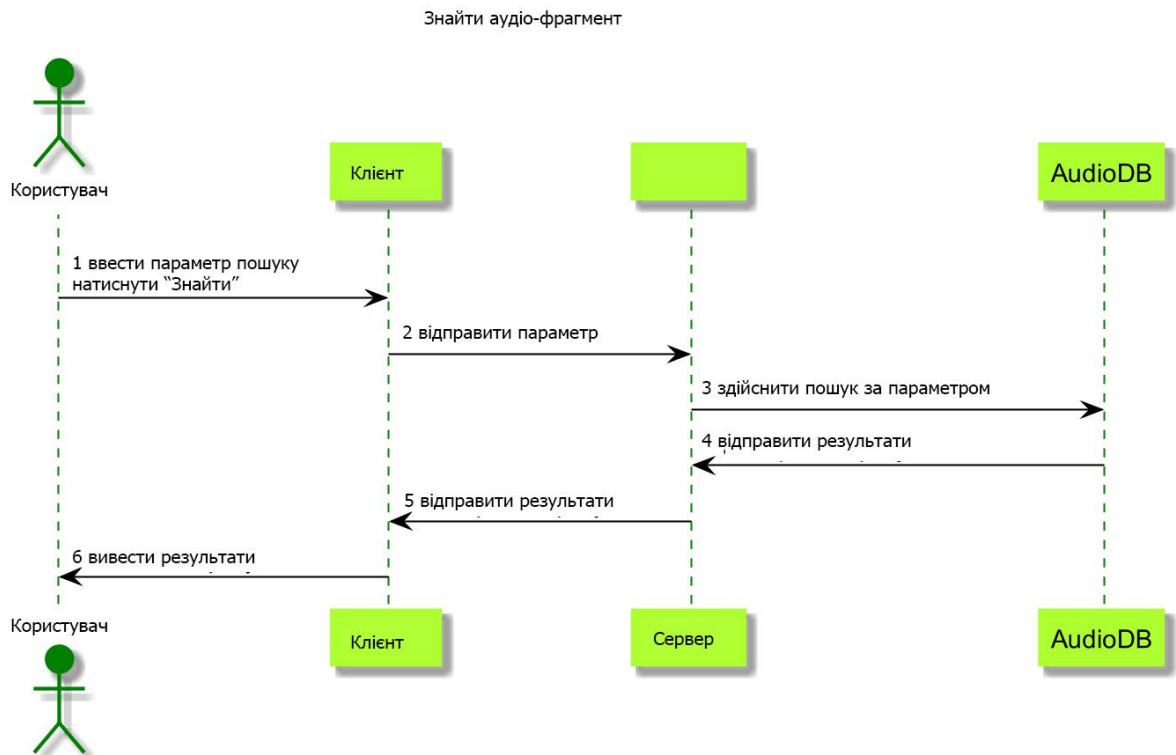 Знайти аудіо-фрагмент
Користувач
Клієнт
AudioDB
1 ввести параметр пошуку
натиснути “Знайти”
2 відправити параметр
3 здійснити пошук за параметром
4 відправити результати
5 відправити результати
6 вивести результати
Користувач
Клієнт
Сервер
AudioDB